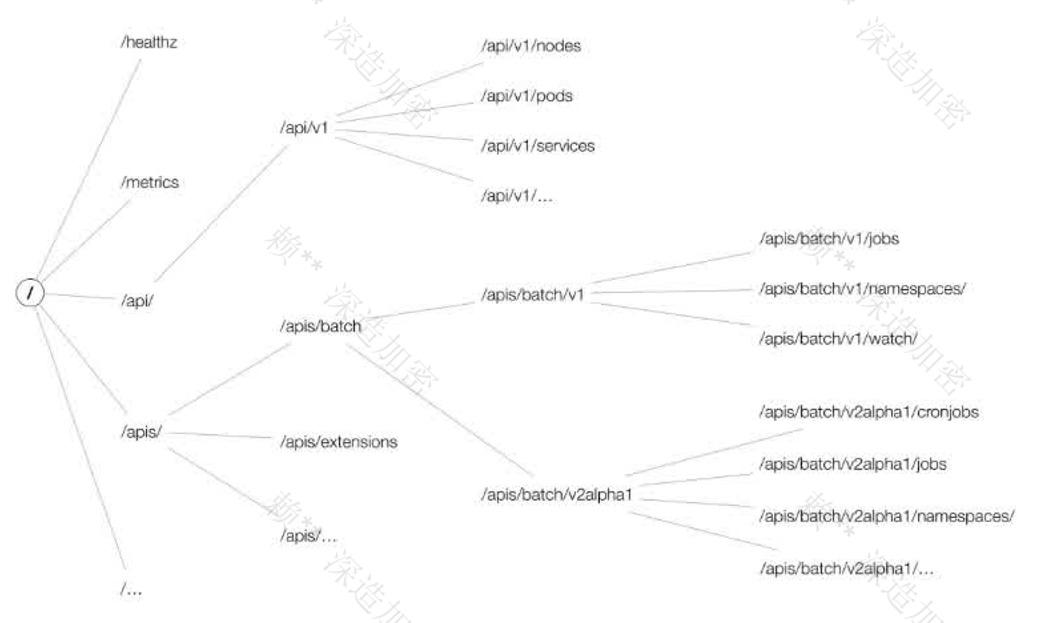 /healthz
/metrics
/
/api/
/apis/
/...
/api/v1
/apis/batch
/apis/extensions
/apis/...
/api/v1/nodes
/api/v1/pods
/api/v1/services
/api/v1/...
/apis/batch/v1
/apis/batch/v2alpha1
/apis/batch/v1/jobs
/apis/batch/v1/namespaces/
/apis/batch/v1/watch/
/apis/batch/v2alpha1/cronjobs
/apis/batch/v2alpha1/jobs
/apis/batch/v2alpha1/namespaces/
/apis/batch/v2alpha1/...
** 深造加密
** 深造加密
赖** 深造加密
赖** 深造加密
赖** 深造加密
赖** 深造加密